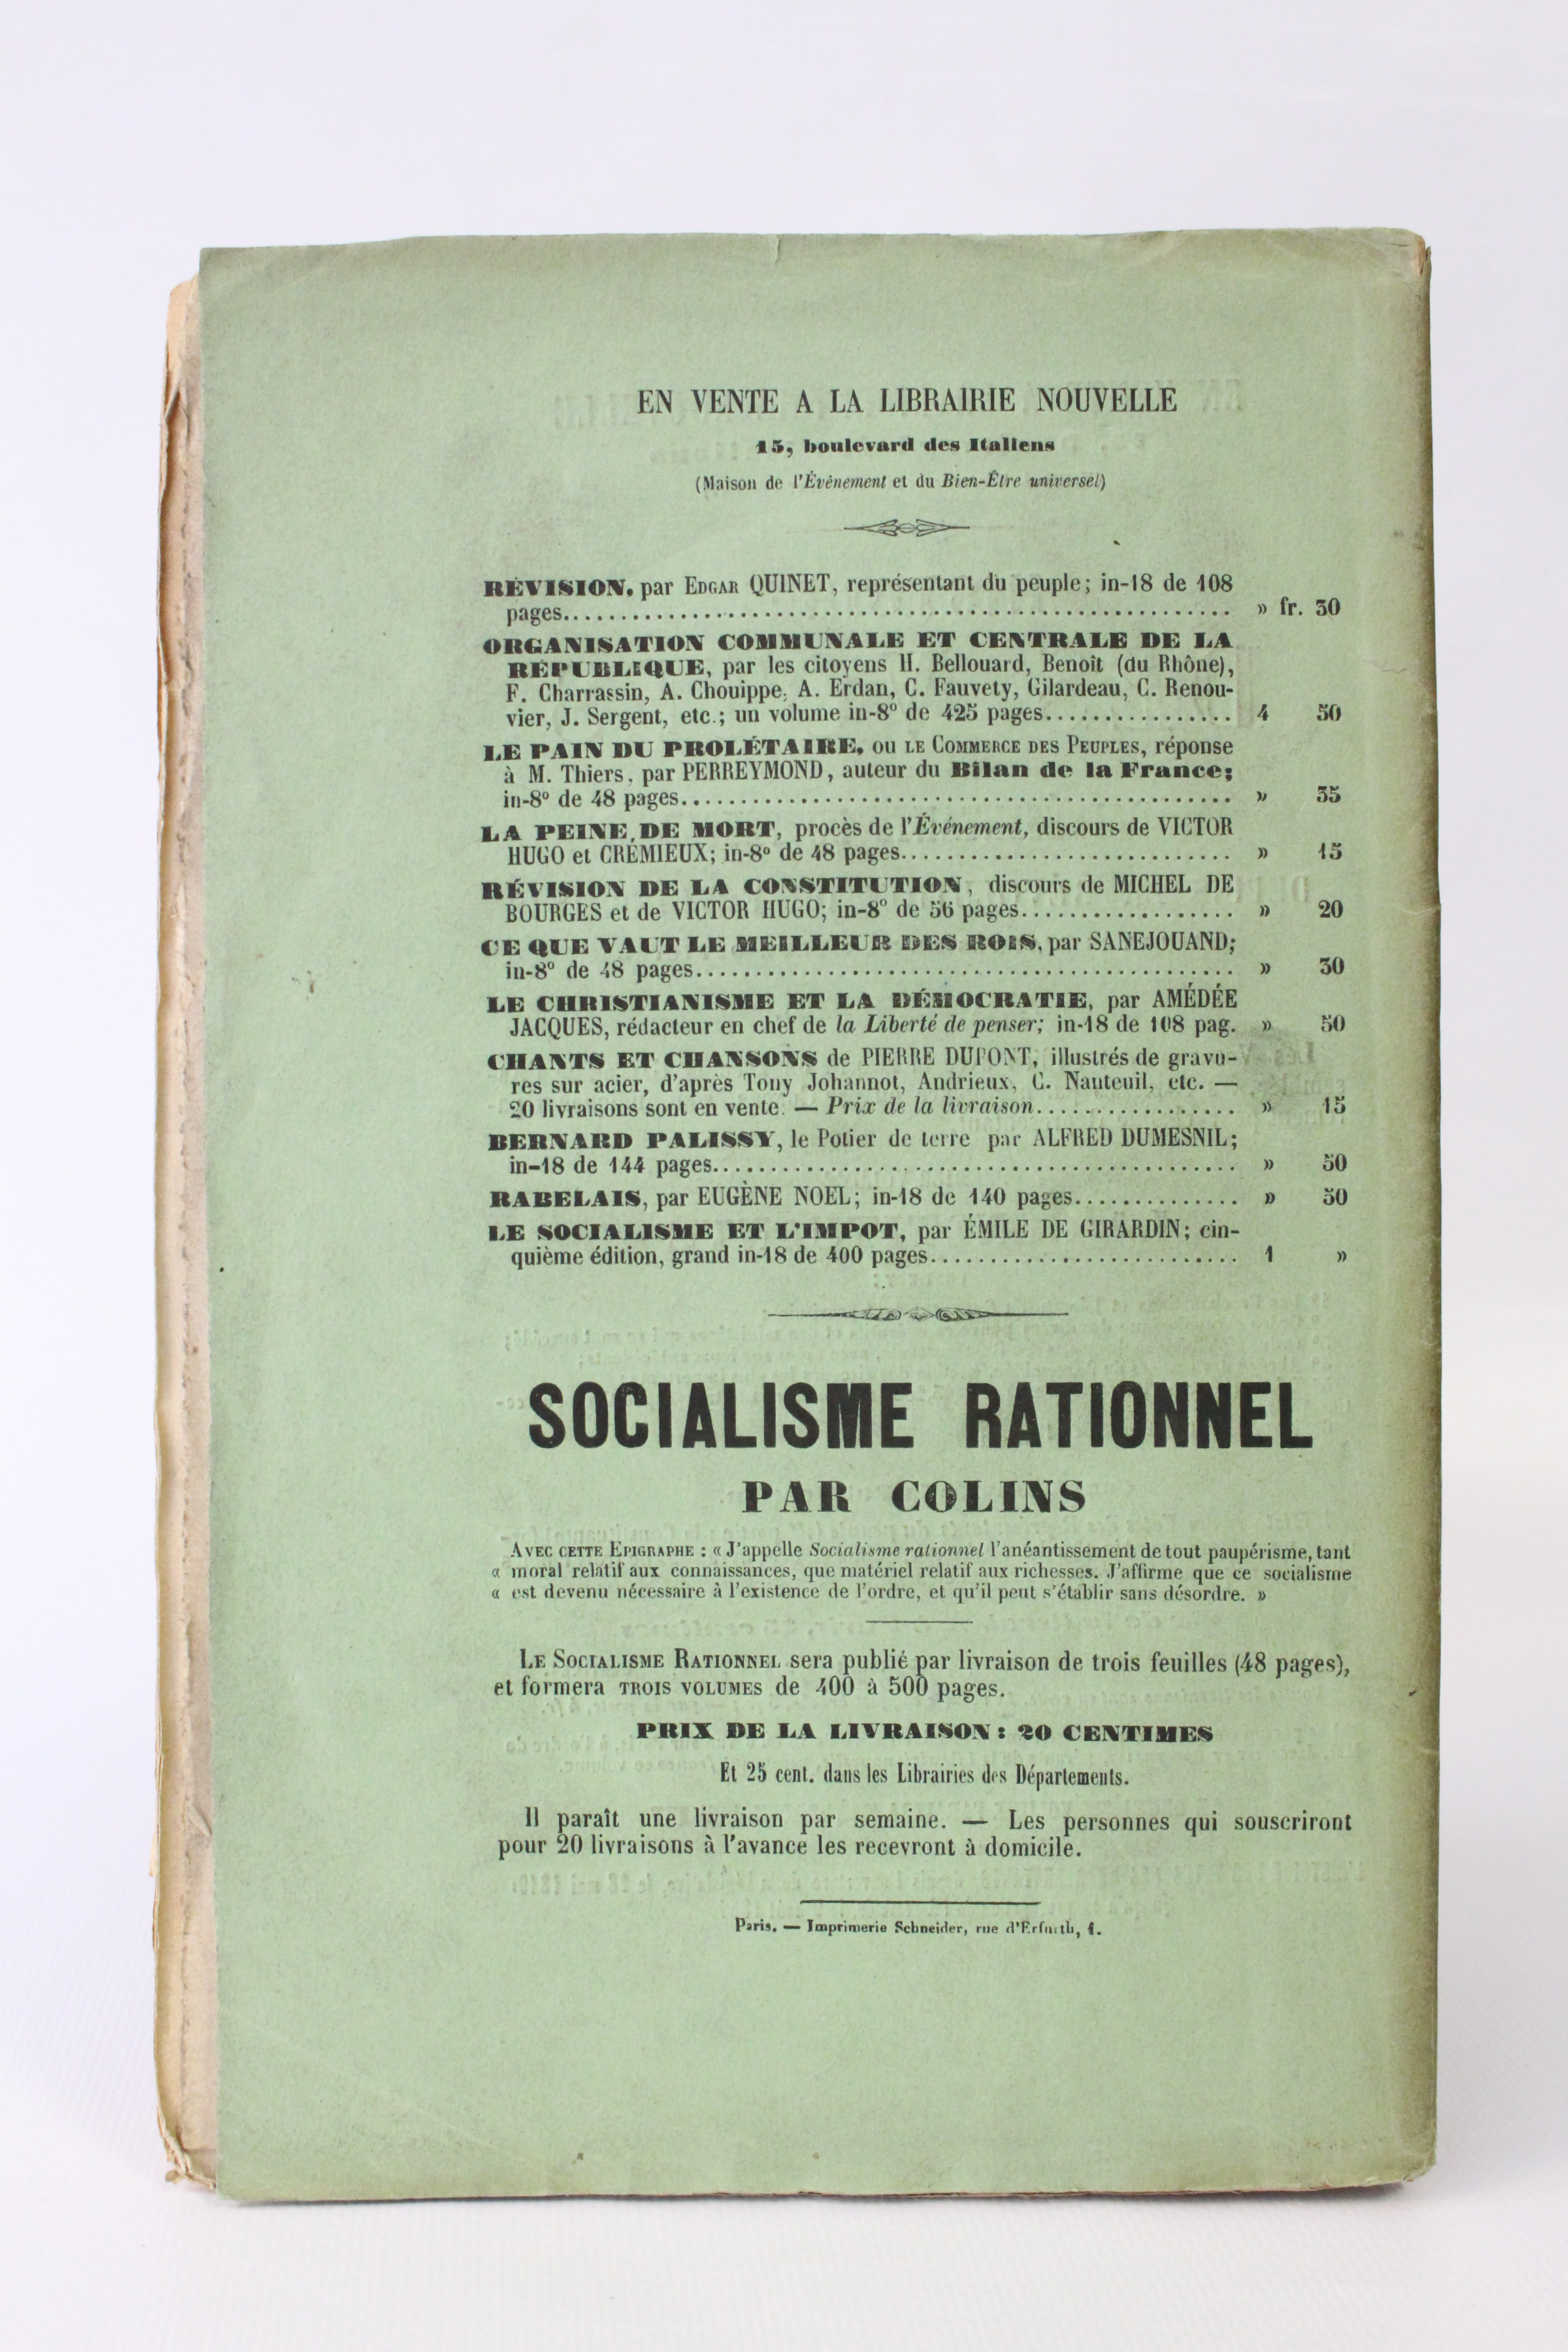 EN VENTE A LA LIBRAIRIE NOUVELLE
15, boulevard des Italiens
(Maison de l'Événement et du Bien-Être universel)
RÉVISION, par EDGAR QUINET, représentant du peuple; in-18 de 108
pages........................................................ » fr. 30
ORGANISATION COMMUNALE ET CENTRALE DE LA
RÉPUBLIQUE, par les citoyens H. Bellouard, Benoît (du Rhône),
F. Charrassin, A. Chouippe, A. Erdan, C. Fauvety, Gilardeau, C. Renou-
vier, J. Sergent, etc.; un volume in-8° de 425 pages................ 4 50
LE PAIN DU PROLÉTAIRE, ou LE COMMERCE DES PEUPLES, réponse
à M. Thiers, par PERREYMOND, auteur du Bilan de la France;
in-8° de 48 pages............................................... » 35
LA PEINE DE MORT, procès de l'Événement, discours de VICTOR
HUGO et CRÉMIEUX; in-8° de 48 pages............................ » 15
RÉVISION DE LA CONSTITUTION, discours de MICHEL DE
BOURGES et de VICTOR HUGO; in-8° de 56 pages.................. » 20
CE QUE VAUT LE MEILLEUR DES ROIS, par SANEJOUAND;
in-8° de 48 pages.............................................. » 30
LE CHRISTIANISME ET LA DÉMOCRATIE, par AMÉDÉE
JACQUES, rédacteur en chef de la Liberté de penser; in-18 de 108 pag. » 50
CHANTS ET CHANSONS de PIERRE DUPONT, illustrés de gravu-
res sur acier, d'après Tony Johannot, Andrieux, C. Nanteuil, etc. —
20 livraisons sont en vente. — Prix de la livraison................. » 15
BERNARD PALISSY, le Potier de terre par ALFRED DUMESNIL;
in-18 de 144 pages............................................. » 50
RABELAIS, par EUGÈNE NOEL; in-18 de 140 pages.............. » 50
LE SOCIALISME ET L'IMPOT, par ÉMILE DE GIRARDIN; cin-
quième édition, grand in-18 de 400 pages.......................... 1 »
SOCIALISME RATIONNEL
PAR COLINS
AVEC CETTE EPIGRAPHE : « J'appelle Socialisme rationnel l'anéantissement de tout paupérisme, tant
« moral relatif aux connaissances, que matériel relatif aux richesses. J'affirme que ce socialisme
« est devenu nécessaire à l'existence de l'ordre, et qu'il peut s'établir sans désordre. »
LE SOCIALISME RATIONNEL sera publié par livraison de trois feuilles (48 pages),
et formera TROIS VOLUMES de 400 à 500 pages.
PRIX DE LA LIVRAISON : 20 CENTIMES
Et 25 cent. dans les Librairies des Départements.
Il paraît une livraison par semaine. — Les personnes qui souscriront
pour 20 livraisons à l'avance les recevront à domicile.
Paris. — Imprimerie Schneider, rue d'Erfurth, 1.